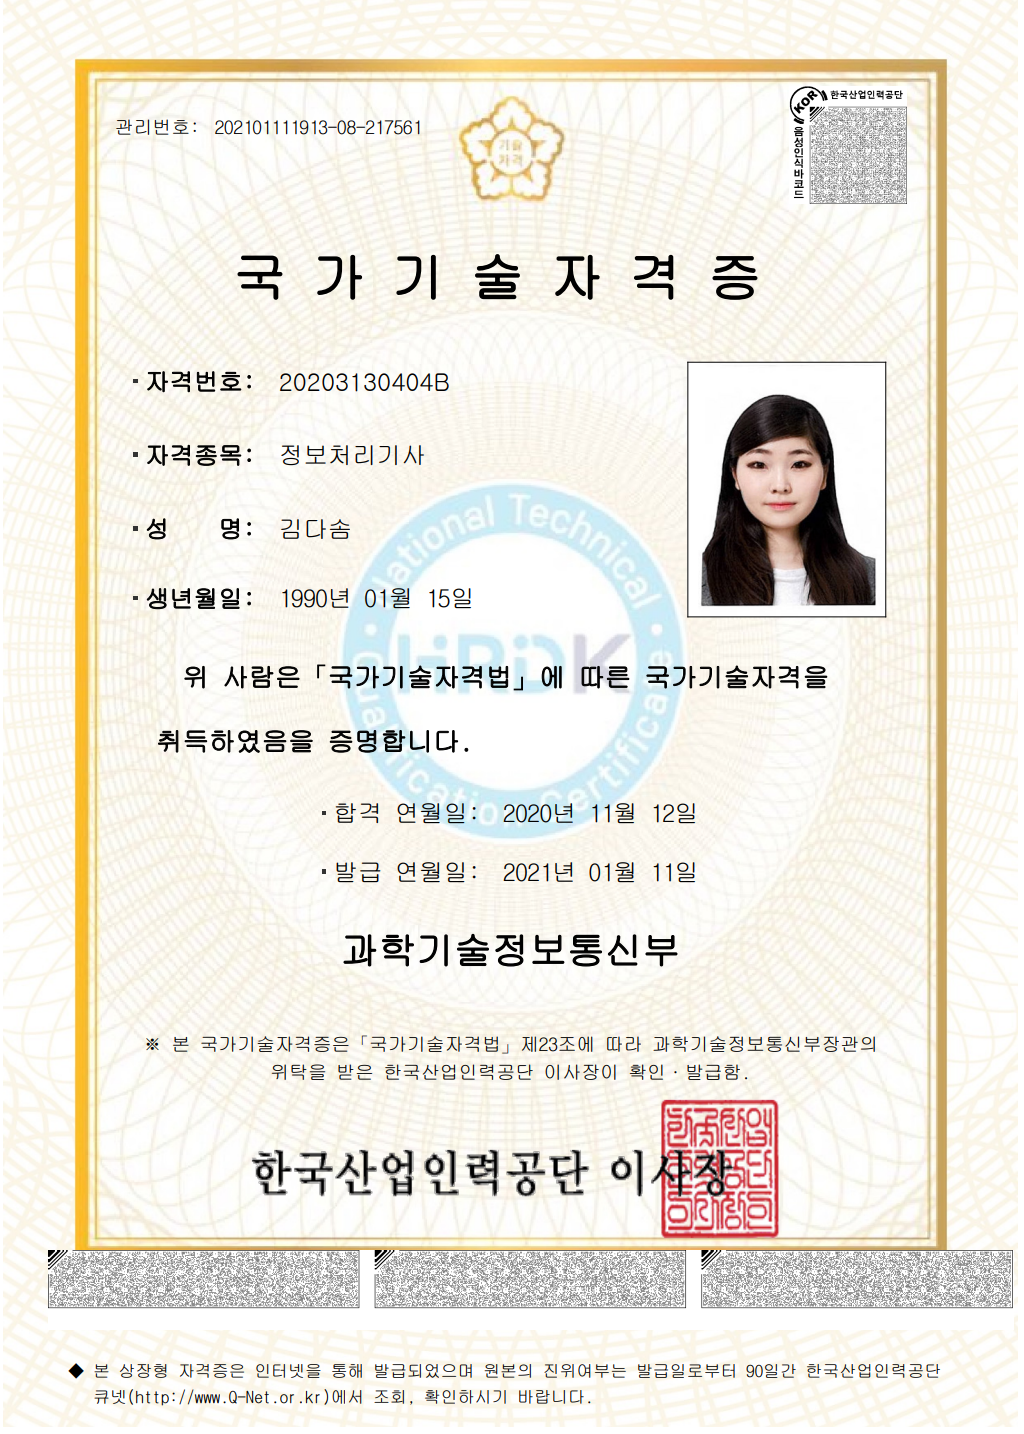 관리번호: 202101111913-08-217561
기술
자격
KOR 한국산업인력공단
음성인식바코드
국가기술자격증
자격번호: 20203130404B
자격종목: 정보처리기사
성 명: 김다솜
생년월일: 1990년 01월 15일
National Technical
HRDK
Qualification Certificate
위 사람은「국가기술자격법」에 따른 국가기술자격을
취득하였음을 증명합니다.
합격 연월일: 2020년 11월 12일
발급 연월일: 2021년 01월 11일
과학기술정보통신부
※ 본 국가기술자격증은「국가기술자격법」제23조에 따라 과학기술정보통신부장관의
위탁을 받은 한국산업인력공단 이사장이 확인·발급함.
한국산업인력공단 이사장
◆ 본 상장형 자격증은 인터넷을 통해 발급되었으며 원본의 진위여부는 발급일로부터 90일간 한국산업인력공단
큐넷(http://www.Q-Net.or.kr)에서 조회, 확인하시기 바랍니다.